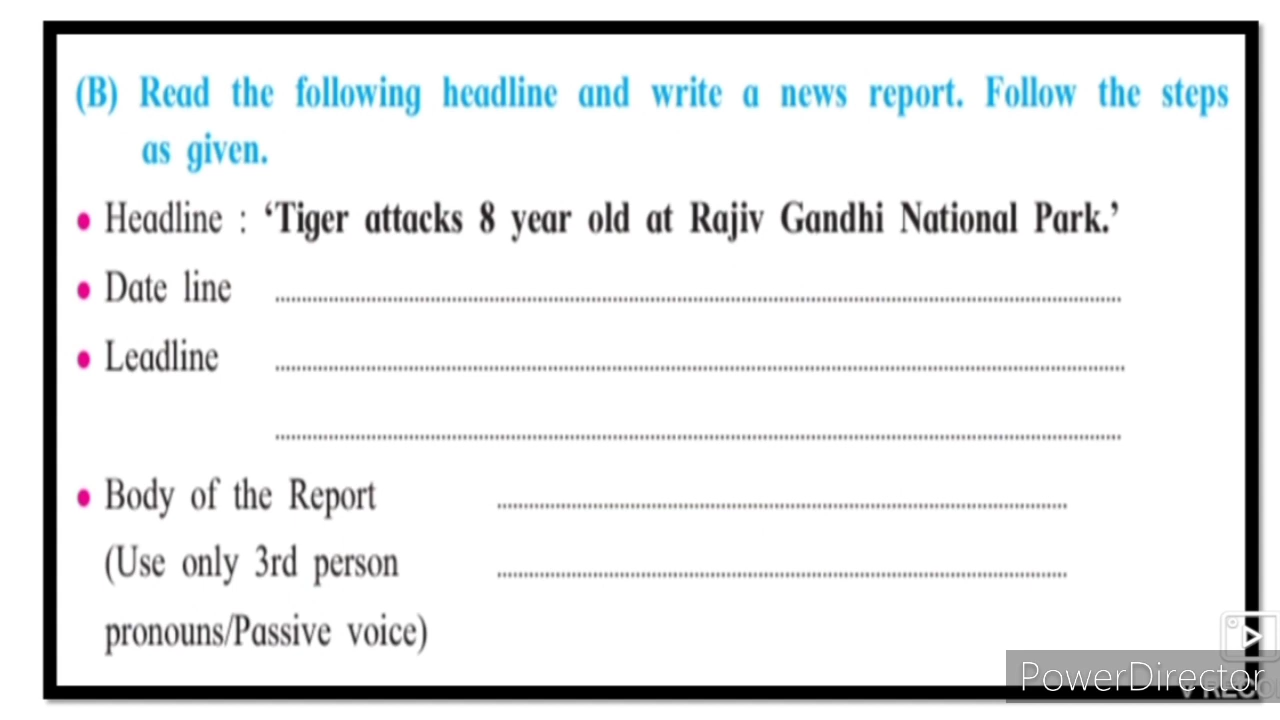 (B) Read the following headline and write a news report. Follow the steps
as given.
• Headline : ‘Tiger attacks 8 year old at Rajiv Gandhi National Park.’
• Date line ................................................
• Leadline ................................................
................................................
• Body of the Report ................................................
(Use only 3rd person ................................................
pronouns/Passive voice)
PowerDirector